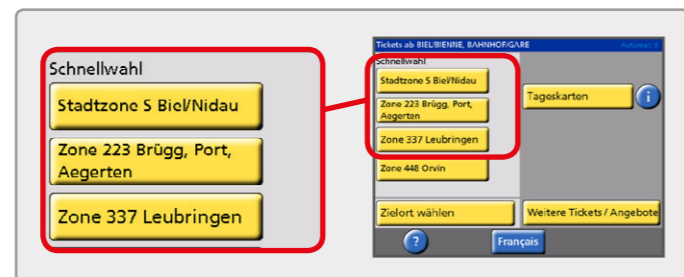 Schnellwahl
Stadtzone S Biel/Nidau
Zone 223 Brügg, Port,
Aegerten
Zone 337 Leubringen
Tickets ab BIEL/BIENNE, BAHNHOF/GARE
Schnellwahl
Stadtzone S Biel/Nidau
Zone 223 Brügg, Port,
Aegerten
Zone 337 Leubringen
Zone 448 Orvin
Tageskarten
i
Zielort wählen
Weitere Tickets / Angebote
?
Français